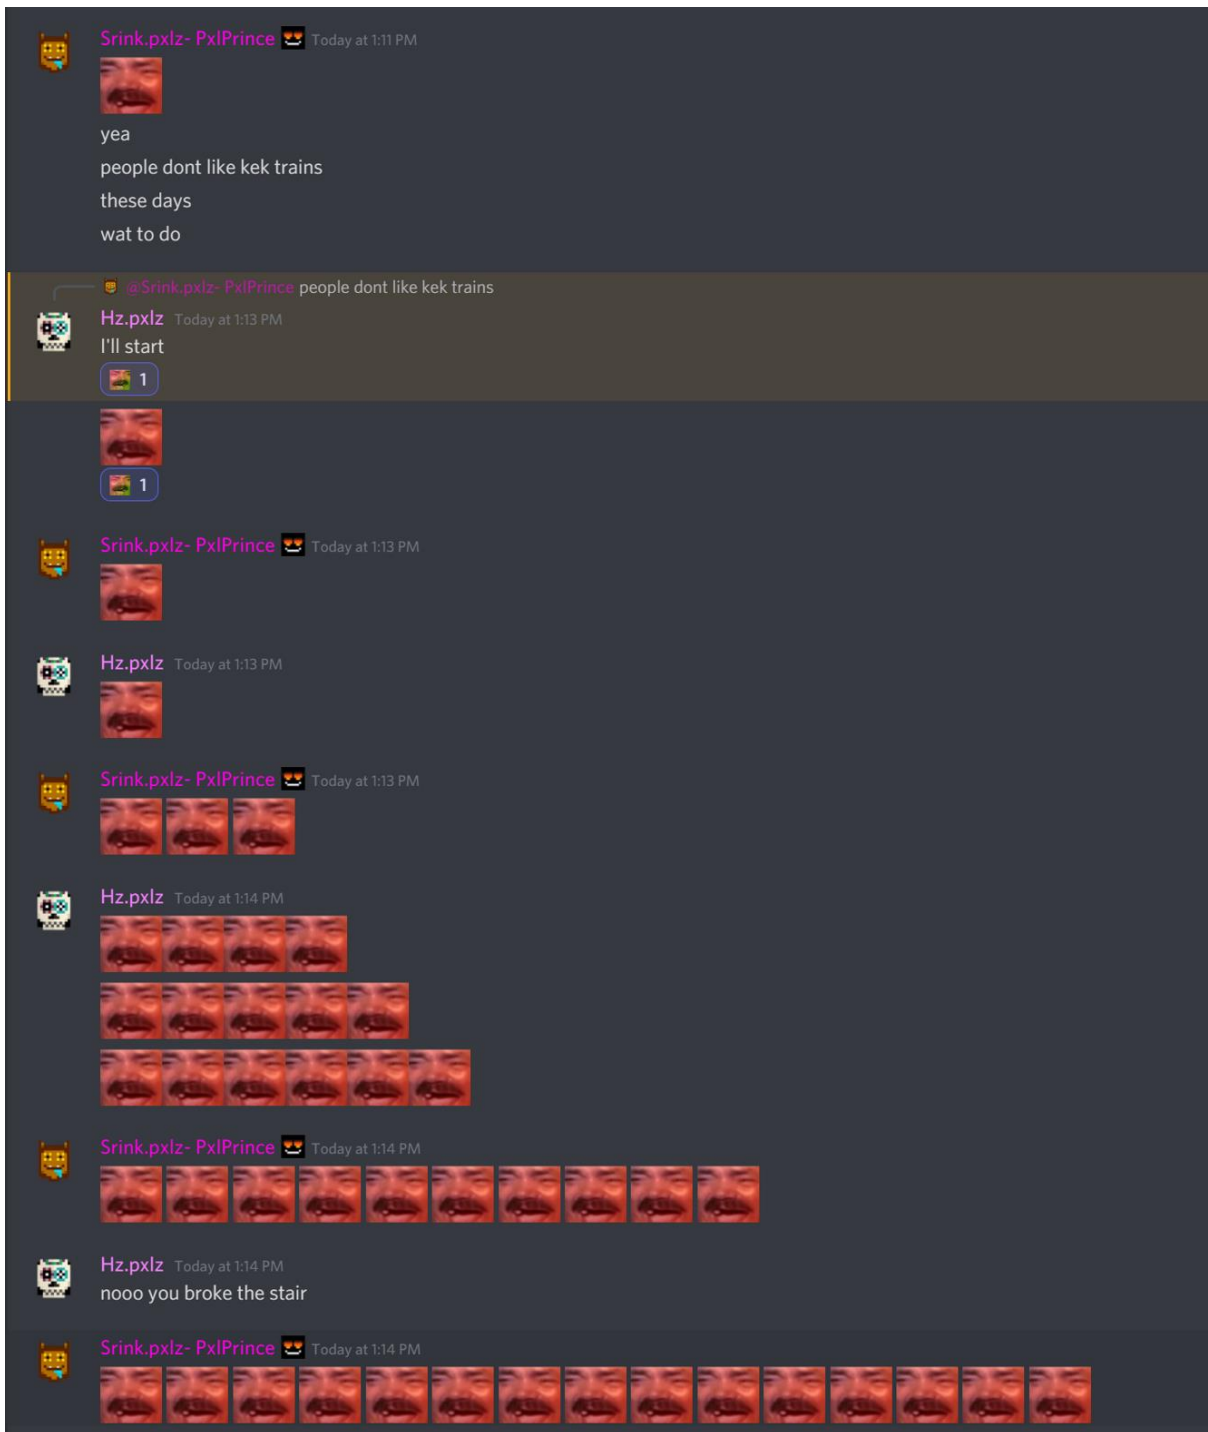 Srink.pxlz- PxlPrince Today at 1:11 PM
yea
people dont like kek trains
these days
wat to do
@Srink.pxlz- PxlPrince people dont like kek trains
Hz.pxlz Today at 1:13 PM
I'll start
1
1
Srink.pxlz- PxlPrince Today at 1:13 PM
Hz.pxlz Today at 1:13 PM
Srink.pxlz- PxlPrince Today at 1:13 PM
Hz.pxlz Today at 1:14 PM
Srink.pxlz- PxlPrince Today at 1:14 PM
Hz.pxlz Today at 1:14 PM
nooo you broke the stair
Srink.pxlz- PxlPrince Today at 1:14 PM